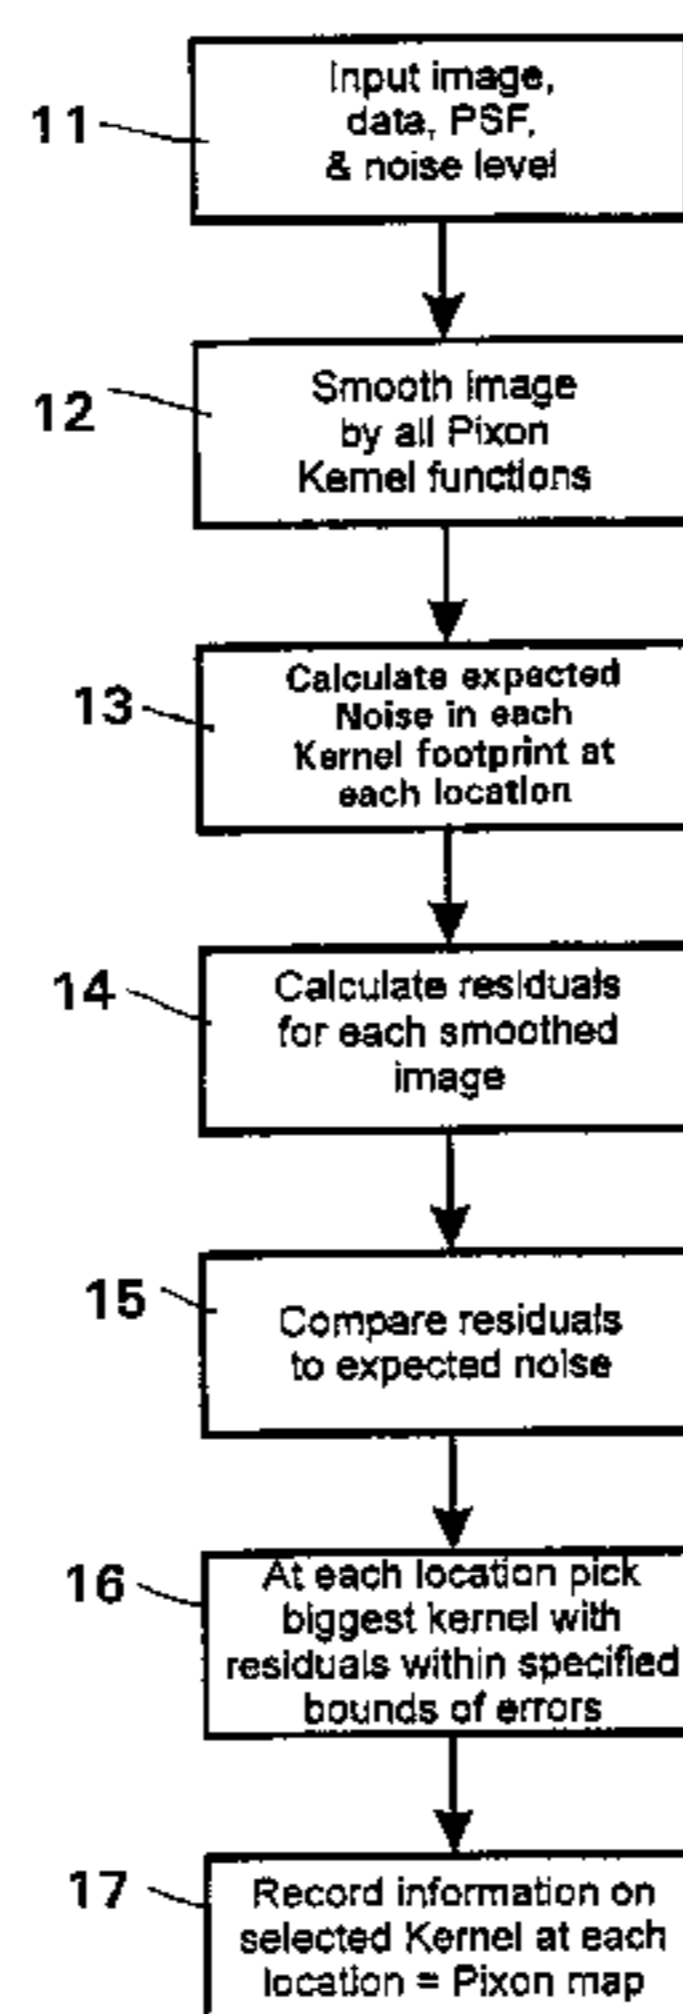 11
Input image,
data, PSF,
& noise level
12
Smooth image
by all Pixon
Kernel functions
13
Calculate expected
Noise in each
Kernel footprint at
each location
14
Calculate residuals
for each smoothed
image
15
Compare residuals
to expected noise
16
At each location pick
biggest kernel with
residuals within specified
bounds of errors
17
Record information on
selected Kernel at each
location = Pixon map